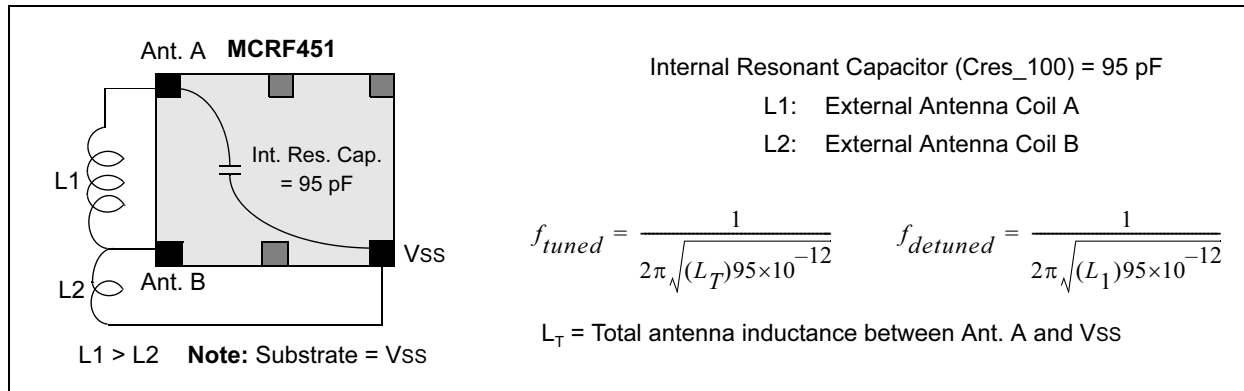 Ant. A MCRF451
Int. Res. Cap.
= 95 pF
L1
L2
Ant. B
VSS
L1 > L2 Note: Substrate = VSS
Internal Resonant Capacitor (Cres_100) = 95 pF
L1: External Antenna Coil A
L2: External Antenna Coil B
f_tuned = 1 / (2π√((L_T)95×10^-12))
f_detuned = 1 / (2π√((L_1)95×10^-12))
L_T = Total antenna inductance between Ant. A and VSS